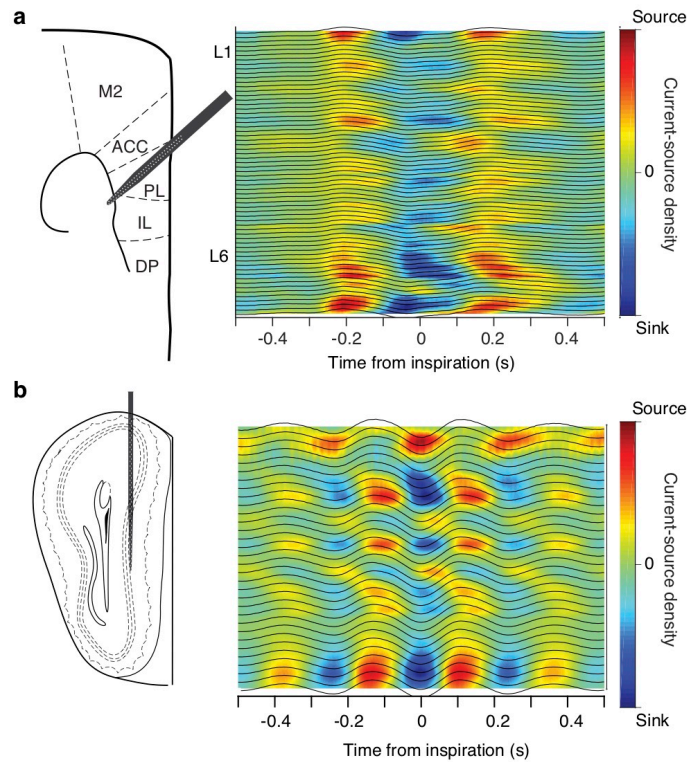 a
M2
ACC
PL
IL
DP
L1
L6
-0.4
-0.2
0
0.2
0.4
Time from inspiration (s)
Source
0
Sink
Current-source density
b
-0.4
-0.2
0
0.2
0.4
Time from inspiration (s)
Source
0
Sink
Current-source density